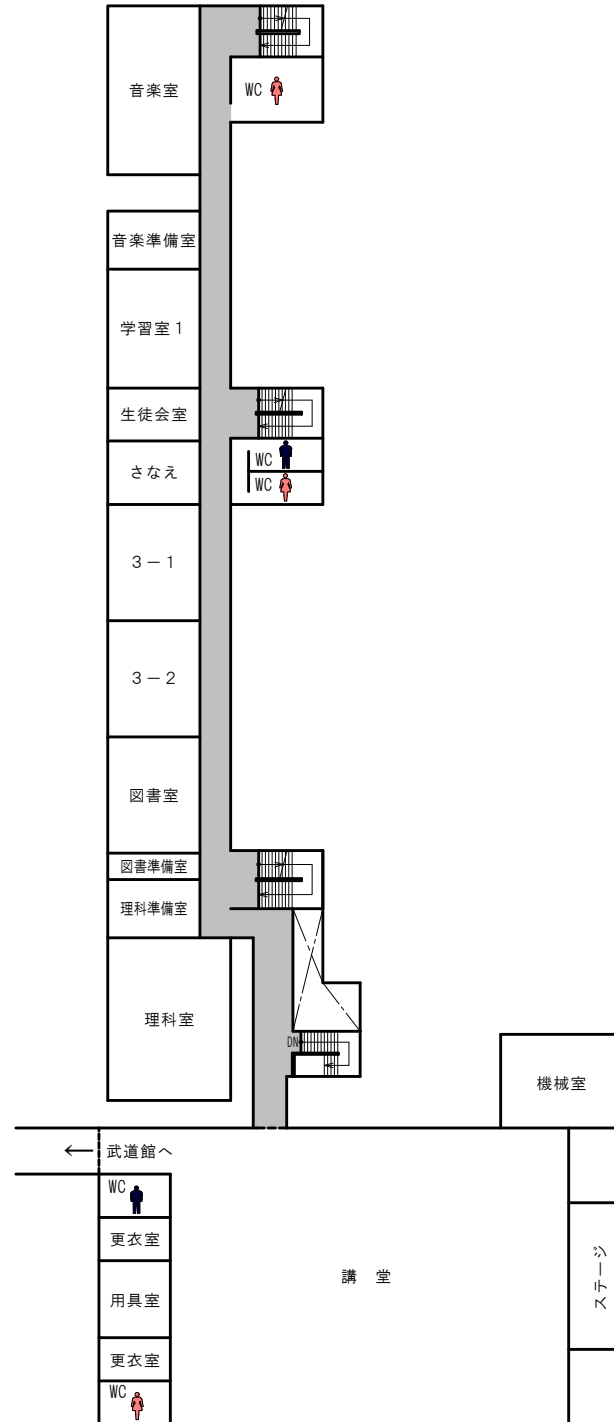 音楽室
WC
音楽準備室
学習室1
生徒会室
さなえ
WC
WC
3－1
3－2
図書室
図書準備室
理科準備室
理科室
DN
機械室
← 武道館へ
WC
更衣室
用具室
更衣室
WC
講 堂
ステージ